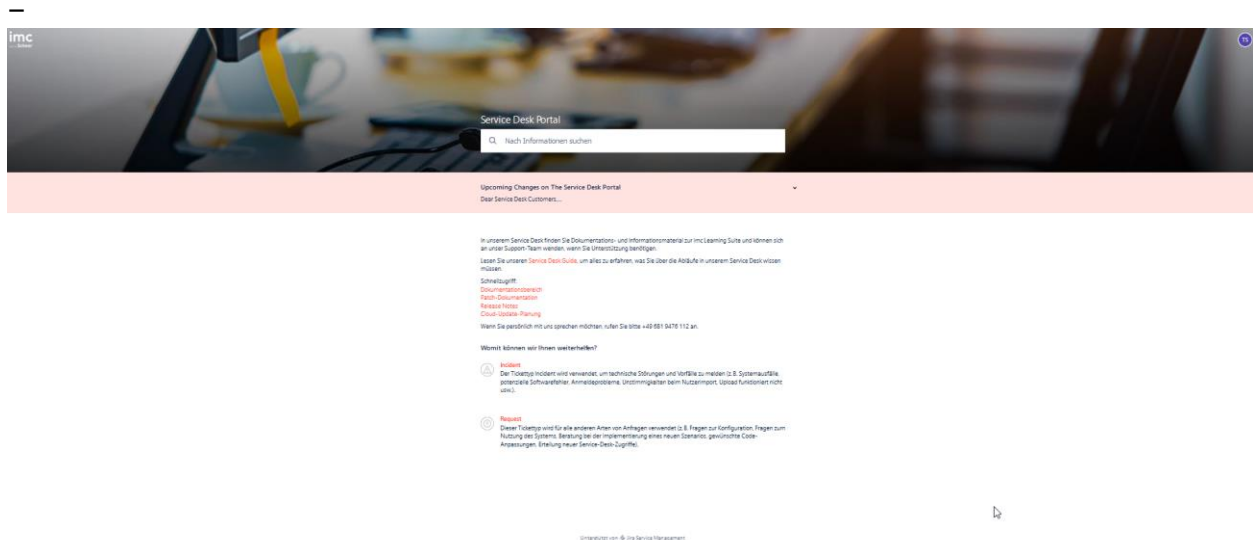 imc
TS
Service Desk Portal
Nach Informationen suchen
Upcoming Changes on The Service Desk Portal
Dear Service Desk Customers...
In unserem Service Desk finden Sie Dokumentations- und Informationsmaterial zur imc Learning Suite und können sich
an unser Support-Team wenden, wenn Sie Unterstützung benötigen.
Lesen Sie unseren Service Desk Guide, um alles zu erfahren, was Sie über die Abläufe in unserem Service Desk wissen
müssen.
Schnellzugriff:
Dokumentationsbereich
Patch-Dokumentation
Release Notes
Cloud-Update-Planung
Wenn Sie persönlich mit uns sprechen möchten, rufen Sie bitte +49 681 9476 112 an.
Womit können wir Ihnen weiterhelfen?
Incident
Der Tickettyp Incident wird verwendet, um technische Störungen und Vorfälle zu melden (z.B. Systemausfälle,
potenzielle Softwarefehler, Anmeldeprobleme, Unstimmigkeiten beim Nutzerimport, Upload funktioniert nicht
usw.).
Request
Dieser Tickettyp wird für alle anderen Arten von Anfragen verwendet (z.B. Fragen zur Konfiguration, Fragen zum
Nutzung des Systems, Beratung bei der Implementierung eines neuen Szenarios, gewünschte Code-
Anpassungen, Erteilung neuer Service-Desk-Zugriffe).
Unterstützt von Jira Service Management